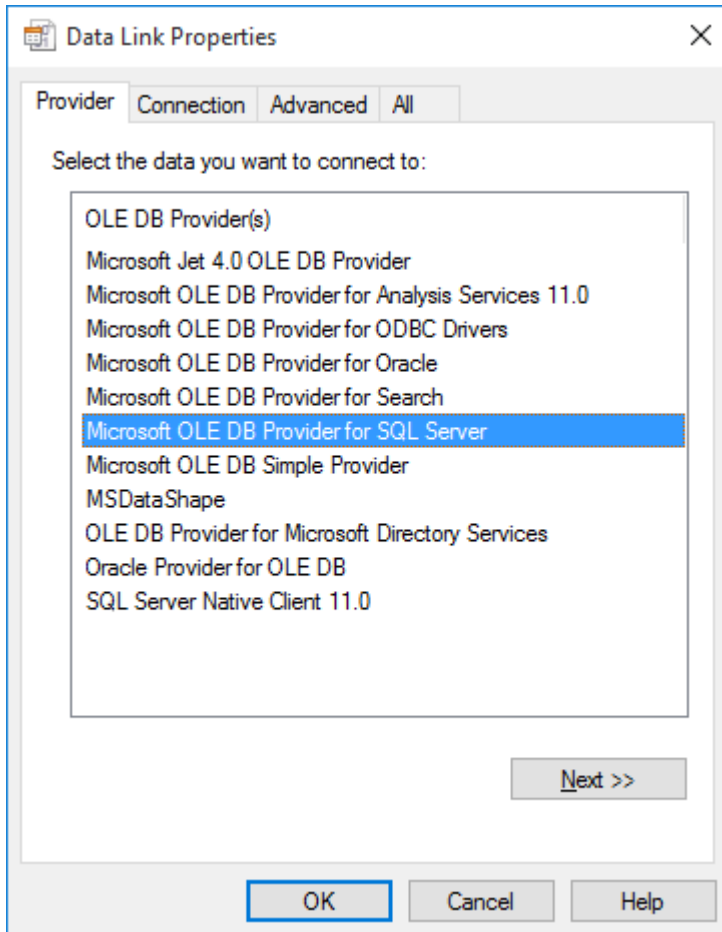 Data Link Properties
Provider Connection Advanced All
Select the data you want to connect to:
OLE DB Provider(s)
Microsoft Jet 4.0 OLE DB Provider
Microsoft OLE DB Provider for Analysis Services 11.0
Microsoft OLE DB Provider for ODBC Drivers
Microsoft OLE DB Provider for Oracle
Microsoft OLE DB Provider for Search
Microsoft OLE DB Provider for SQL Server
Microsoft OLE DB Simple Provider
MSDataShape
OLE DB Provider for Microsoft Directory Services
Oracle Provider for OLE DB
SQL Server Native Client 11.0
Next >>
OK Cancel Help